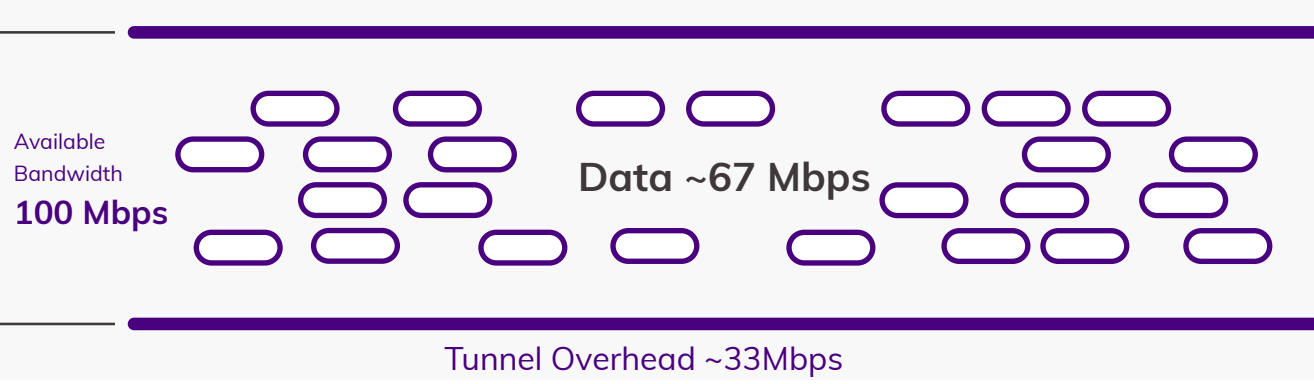 Available
Bandwidth
100 Mbps
Data ~67 Mbps
Tunnel Overhead ~33Mbps